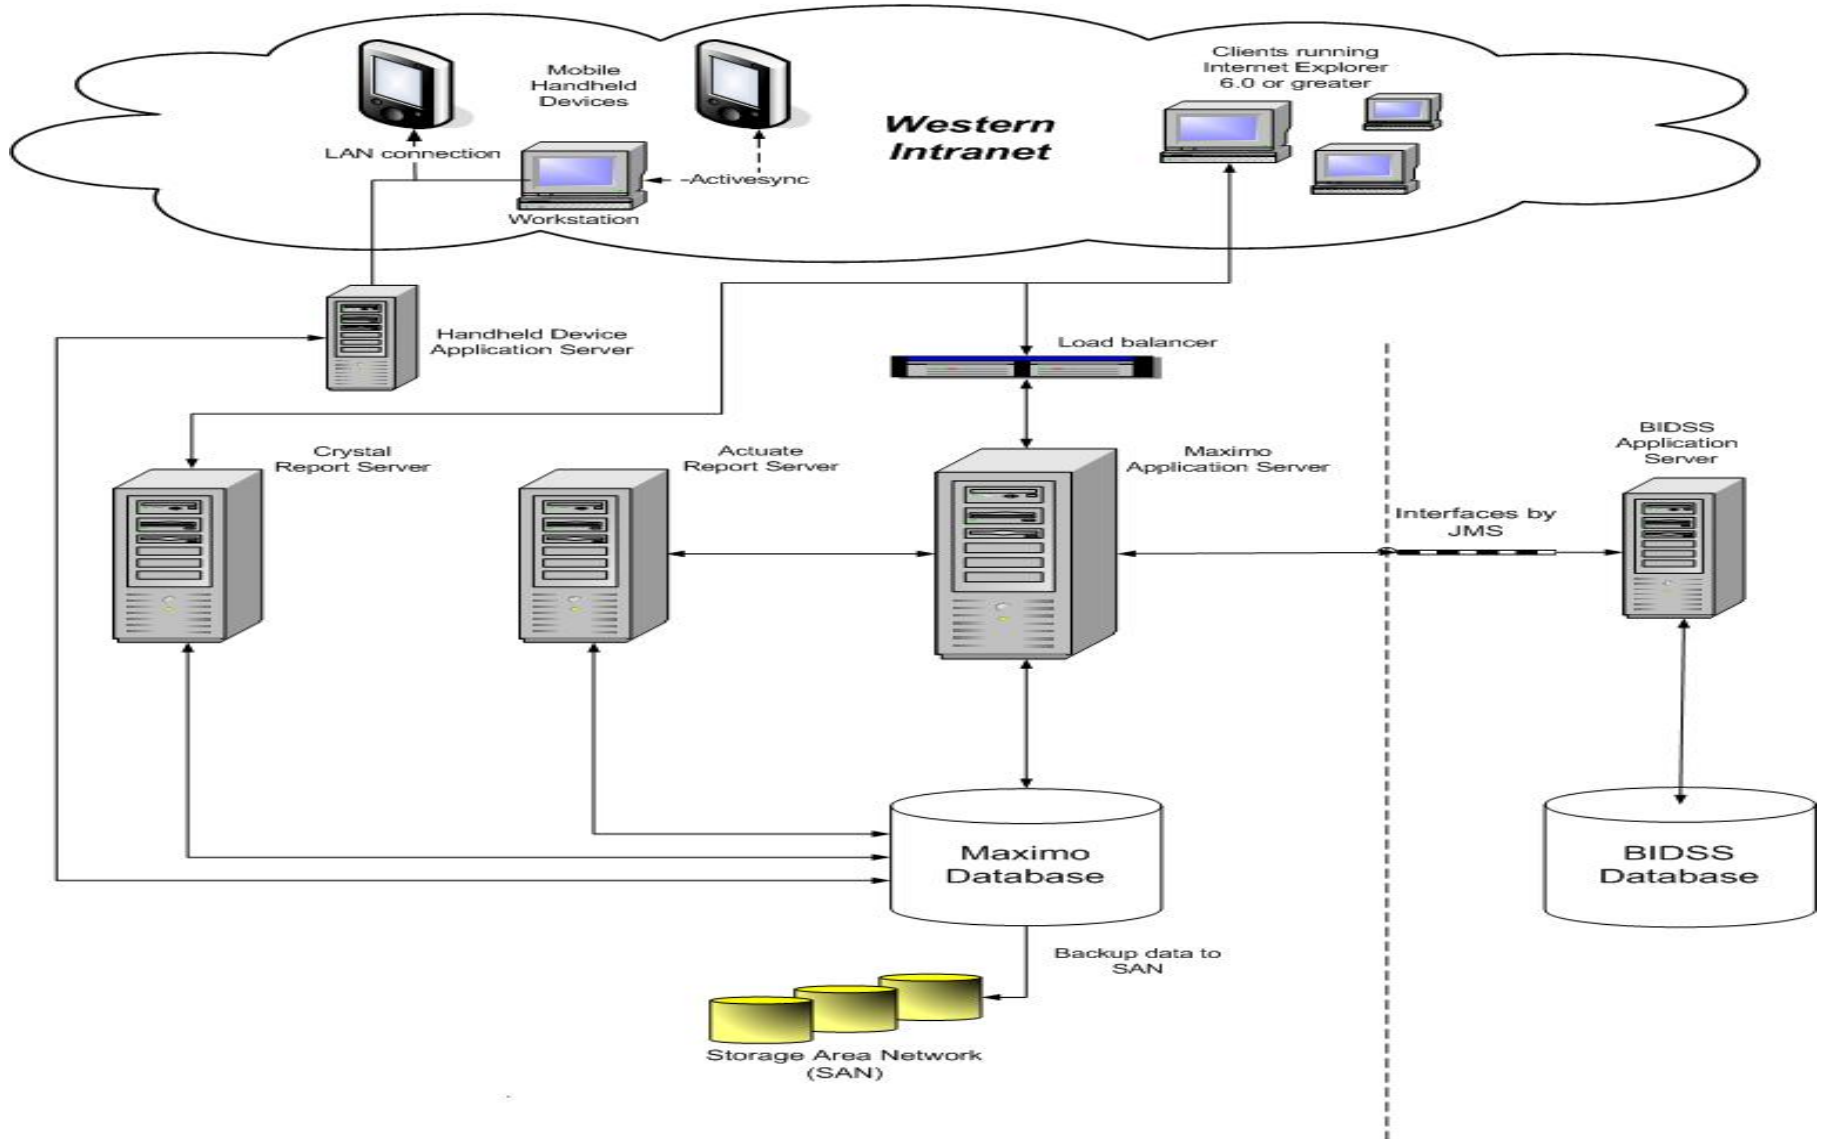 Mobile
Handheld
Devices
Clients running
Internet Explorer
6.0 or greater
Western
Intranet
LAN connection
-Activesync
Workstation
Handheld Device
Application Server
Load balancer
Crystal
Report Server
Actuate
Report Server
Maximo
Application Server
BIDSS
Application
Server
Interfaces by
JMS
Maximo
Database
BIDSS
Database
Backup data to
SAN
Storage Area Network
(SAN)